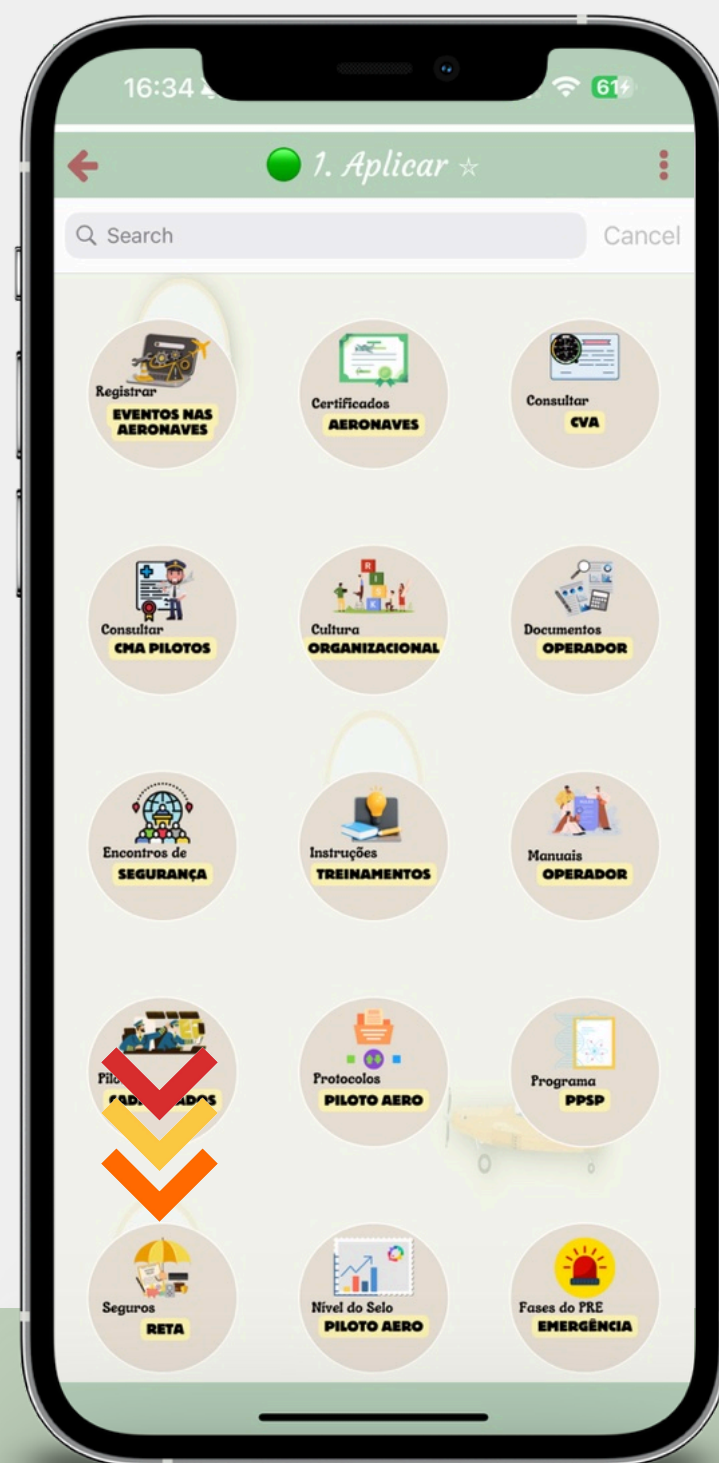 16:34
61
1. Aplicar ☆
Search
Cancel
Registrar
EVENTOS NAS
AERONAVES
Certificados
AERONAVES
Consultar
CVA
Consultar
CMA PILOTOS
Cultura
ORGANIZACIONAL
R I S K
Documentos
OPERADOR
Encontros de
SEGURANÇA
Instruções
TREINAMENTOS
Manuais
OPERADOR
Protocolos
PILOTO AERO
Programa
PPSP
Seguros
RETA
Nível do Selo
PILOTO AERO
Fases do PRE
EMERGÊNCIA